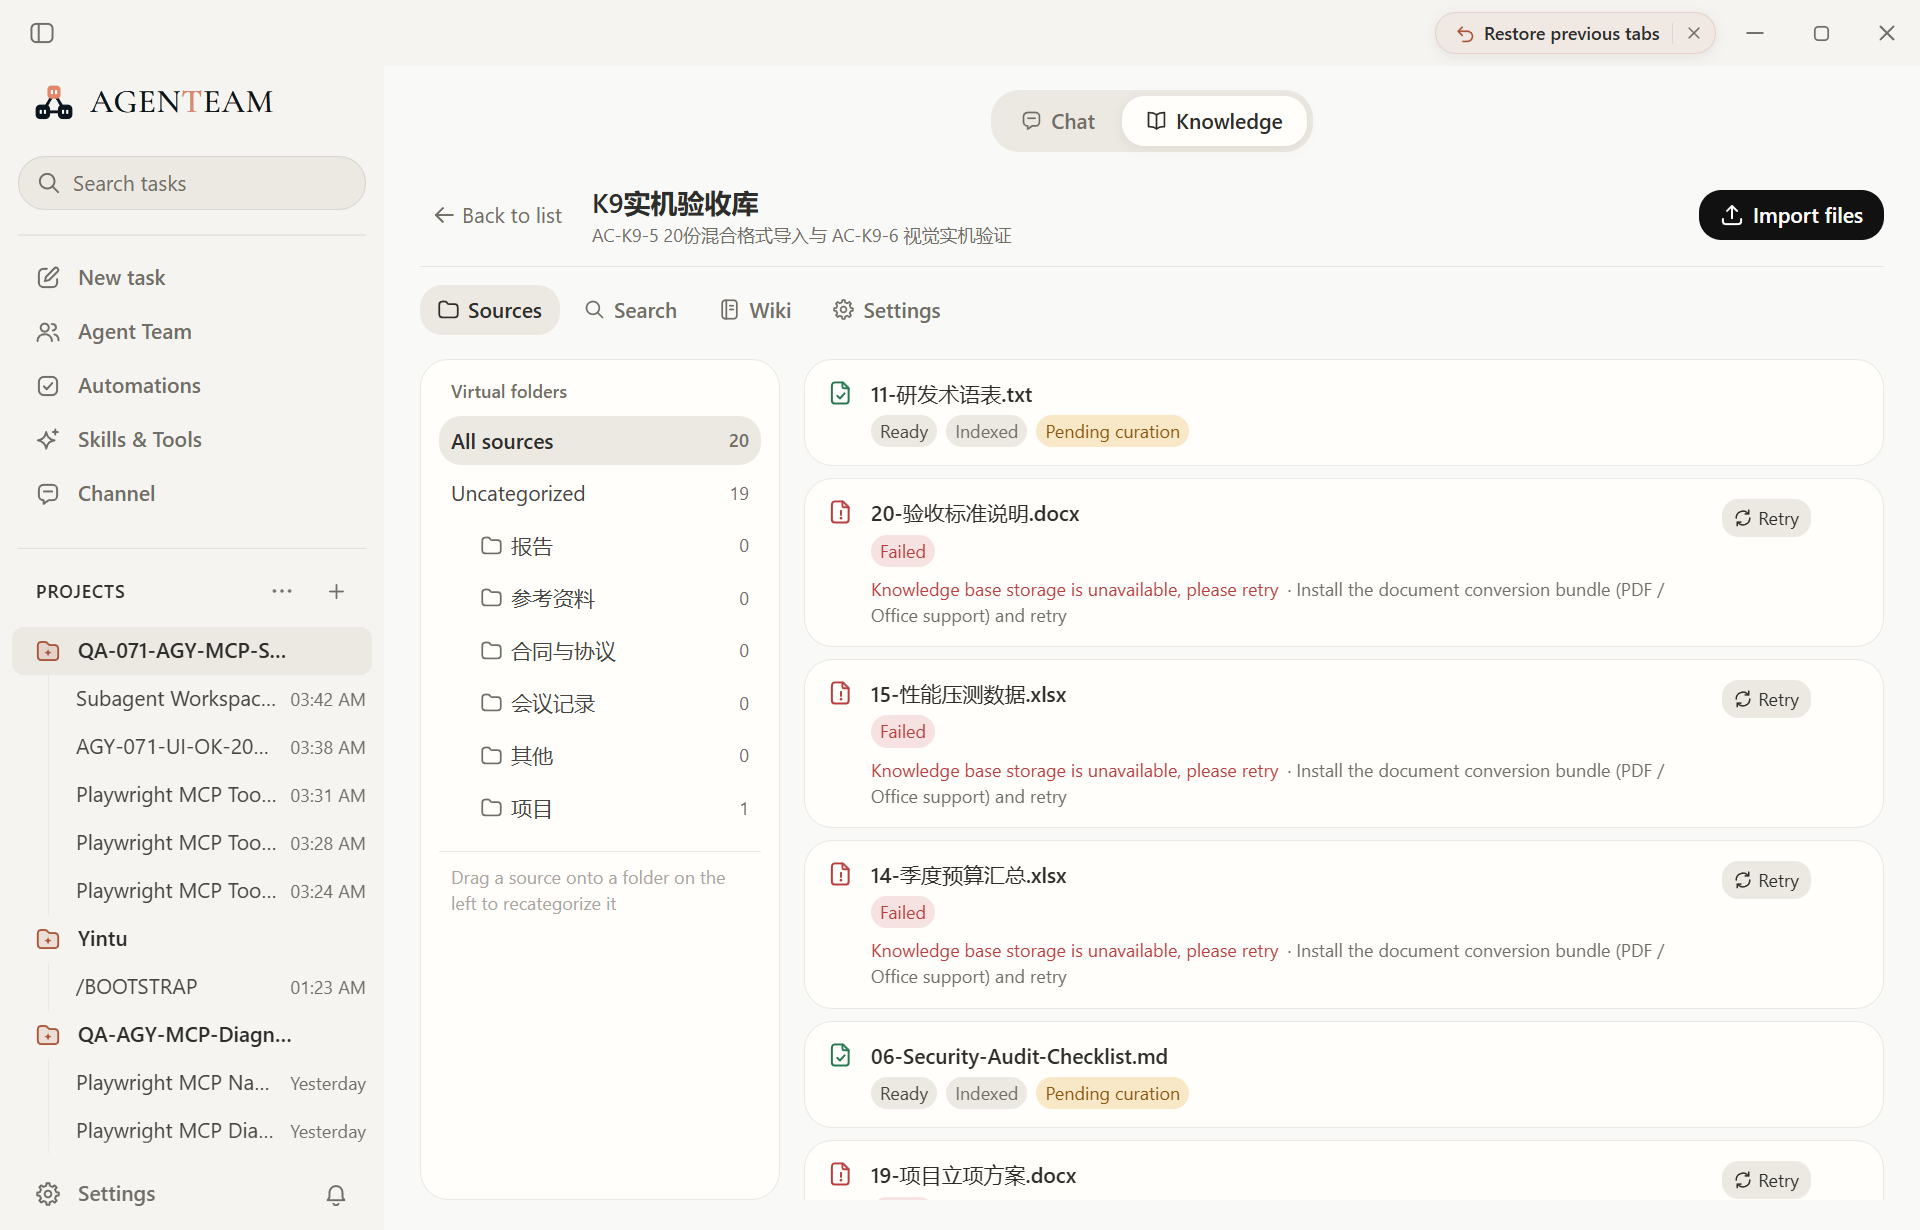 Restore previous tabs
AGENTEAM
Search tasks
New task
Agent Team
Automations
Skills & Tools
Channel
PROJECTS
QA-071-AGY-MCP-S...
Subagent Workspac... 03:42 AM
AGY-071-UI-OK-20... 03:38 AM
Playwright MCP Too... 03:31 AM
Playwright MCP Too... 03:28 AM
Playwright MCP Too... 03:24 AM
Yintu
/BOOTSTRAP 01:23 AM
QA-AGY-MCP-Diagn...
Playwright MCP Na... Yesterday
Playwright MCP Dia... Yesterday
Settings
Chat
Knowledge
Back to list
K9实机验收库
AC-K9-5 20份混合格式导入与 AC-K9-6 视觉实机验证
Import files
Sources
Search
Wiki
Settings
Virtual folders
All sources 20
Uncategorized 19
报告 0
参考资料 0
合同与协议 0
会议记录 0
其他 0
项目 1
Drag a source onto a folder on the
left to recategorize it
11-研发术语表.txt
Ready Indexed Pending curation
20-验收标准说明.docx
Retry
Failed
Knowledge base storage is unavailable, please retry · Install the document conversion bundle (PDF /
Office support) and retry
15-性能压测数据.xlsx
Retry
Failed
Knowledge base storage is unavailable, please retry · Install the document conversion bundle (PDF /
Office support) and retry
14-季度预算汇总.xlsx
Retry
Failed
Knowledge base storage is unavailable, please retry · Install the document conversion bundle (PDF /
Office support) and retry
06-Security-Audit-Checklist.md
Ready Indexed Pending curation
19-项目立项方案.docx
Retry